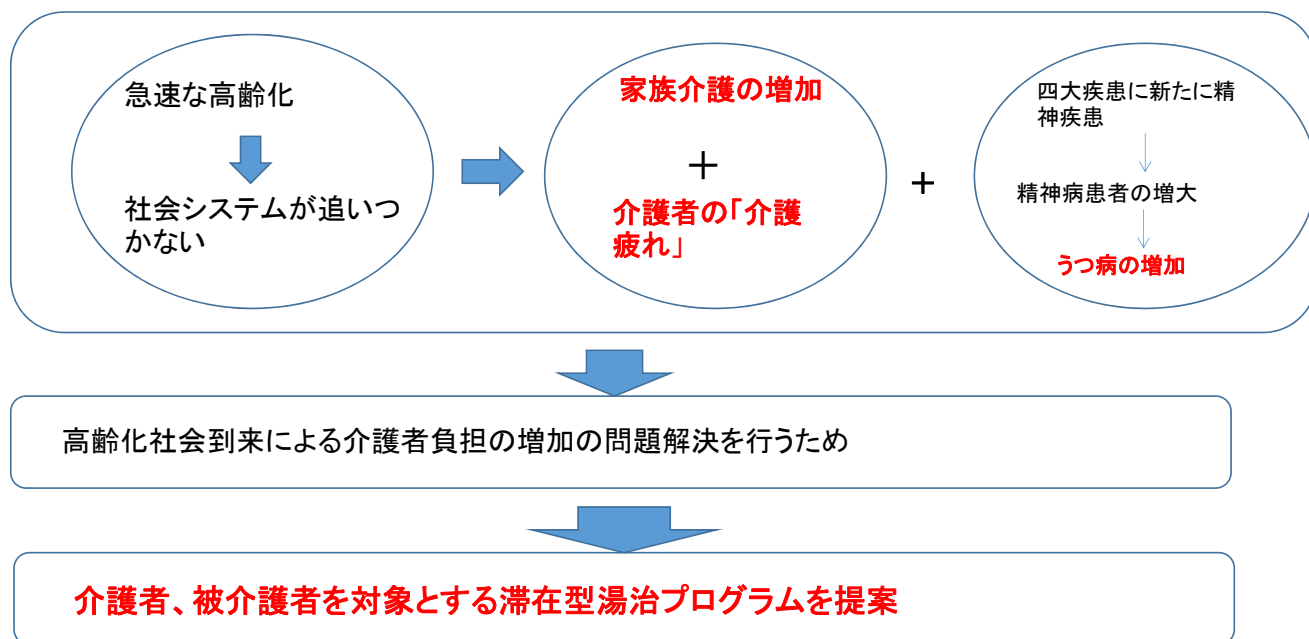 急速な高齢化
社会システムが追いつ
かない
家族介護の増加
＋
介護者の「介護
疲れ」
＋
四大疾患に新たに精
神疾患
精神病患者の増大
うつ病の増加
高齢化社会到来による介護者負担の増加の問題解決を行うため
介護者、被介護者を対象とする滞在型湯治プログラムを提案